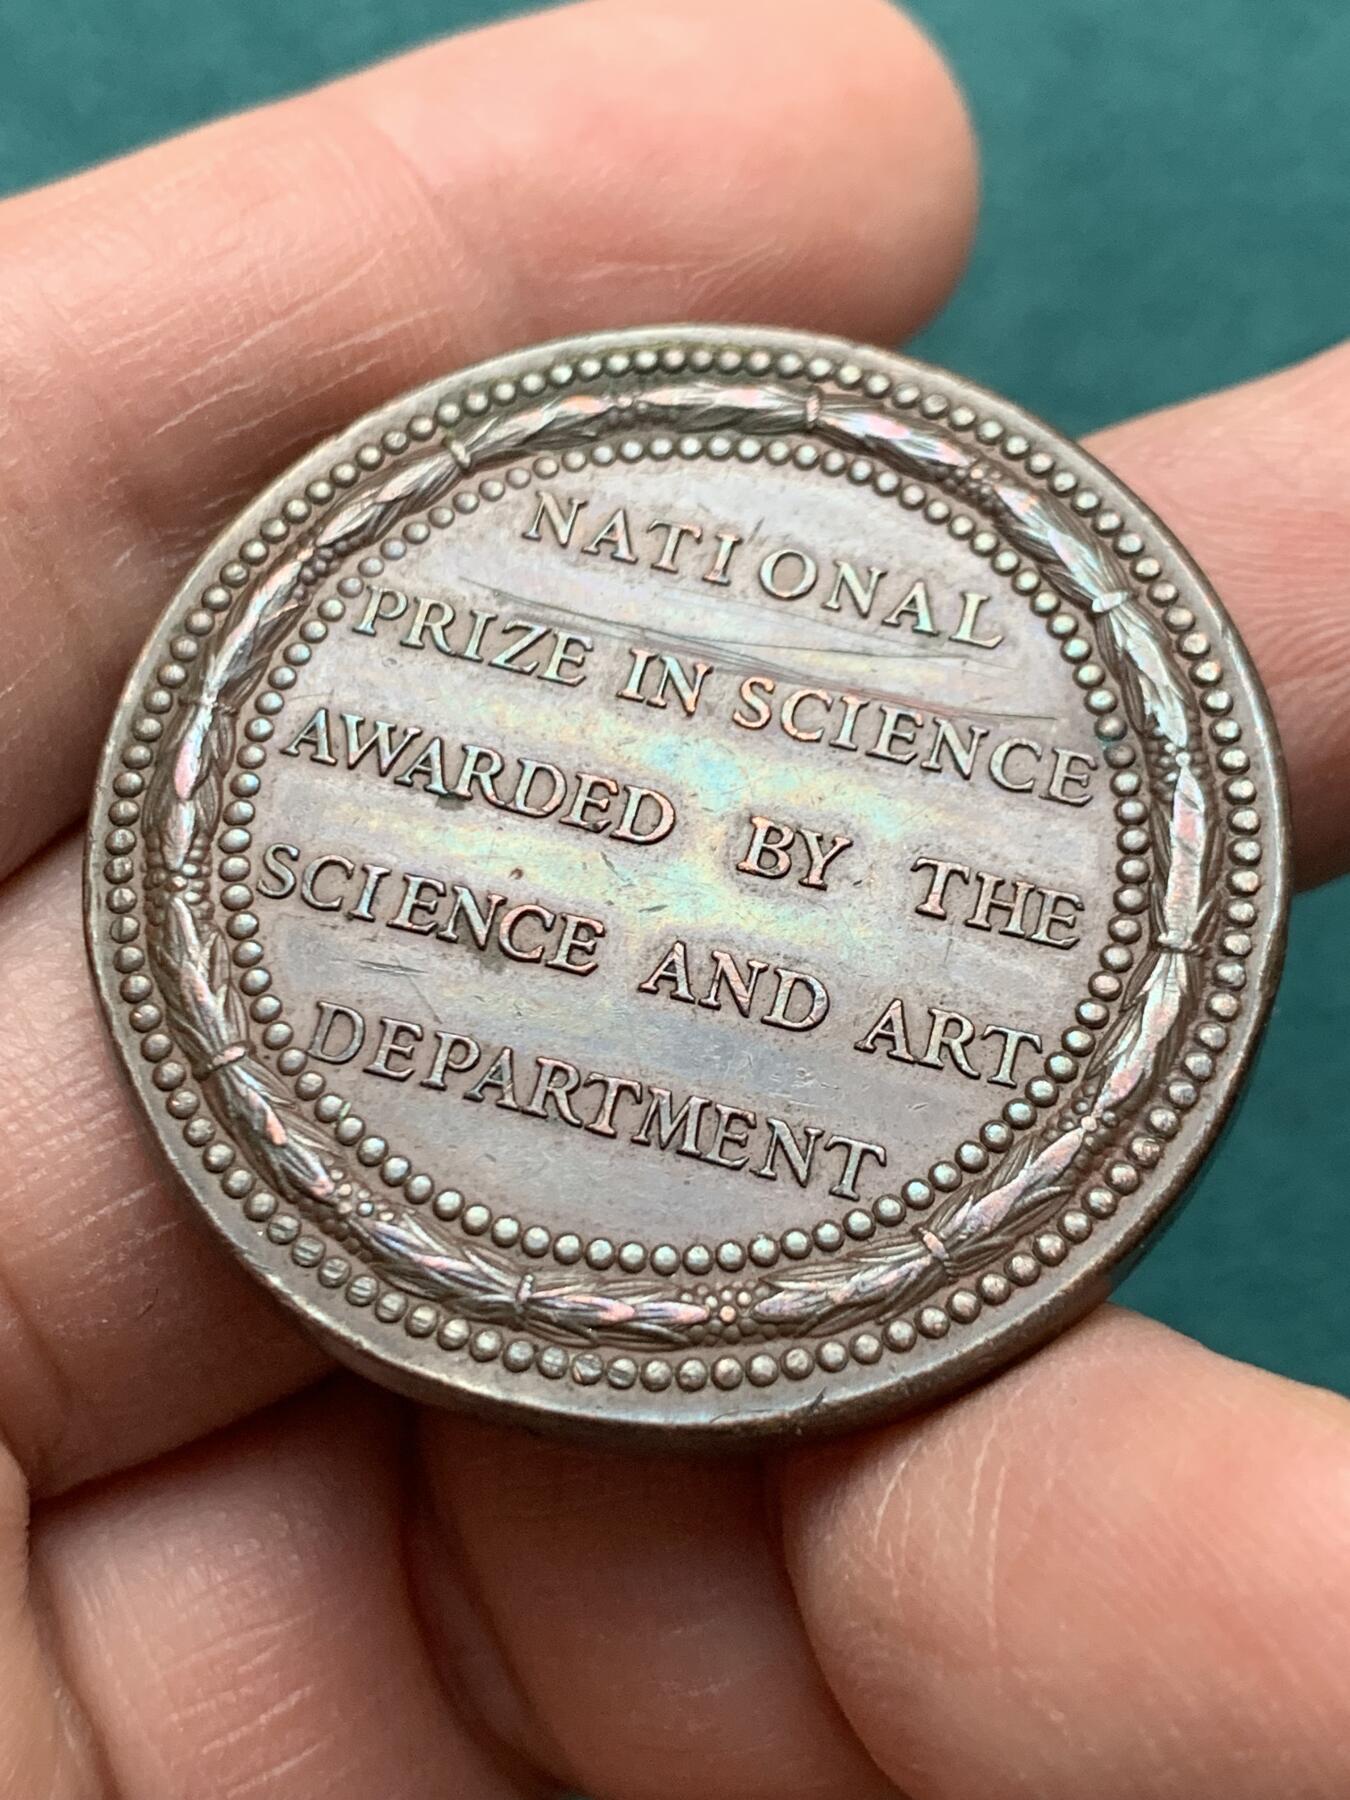 NATIONAL
PRIZE IN SCIENCE
AWARDED BY THE
SCIENCE AND ART
DEPARTMENT